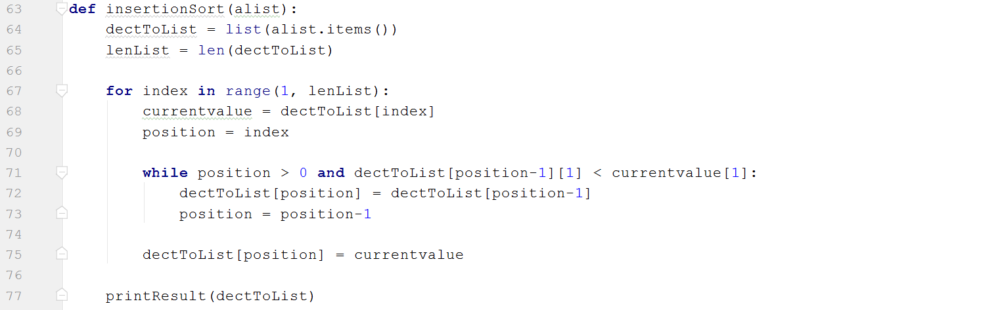 63 def insertionSort(alist):
64     dectToList = list(alist.items())
65     lenList = len(dectToList)
66
67     for index in range(1, lenList):
68         currentvalue = dectToList[index]
69         position = index
70
71         while position > 0 and dectToList[position-1][1] < currentvalue[1]:
72             dectToList[position] = dectToList[position-1]
73             position = position-1
74
75         dectToList[position] = currentvalue
76
77     printResult(dectToList)